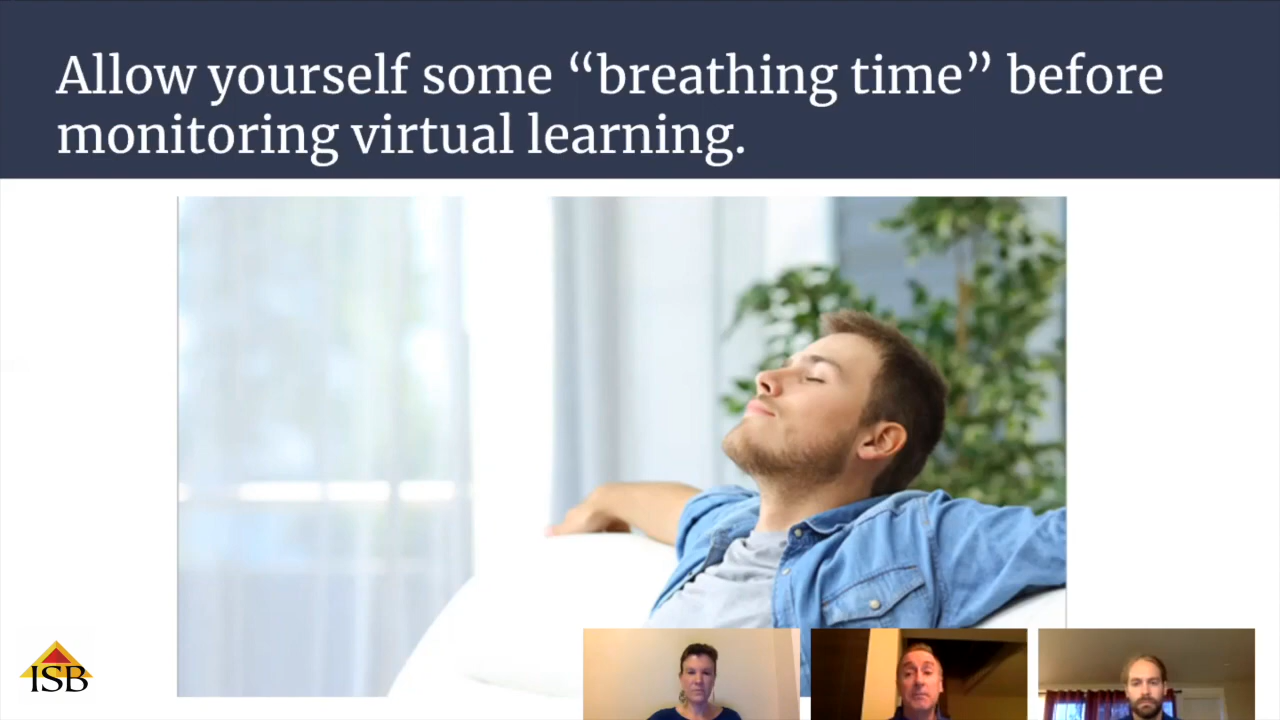 Allow yourself some “breathing time” before
monitoring virtual learning.
ISB